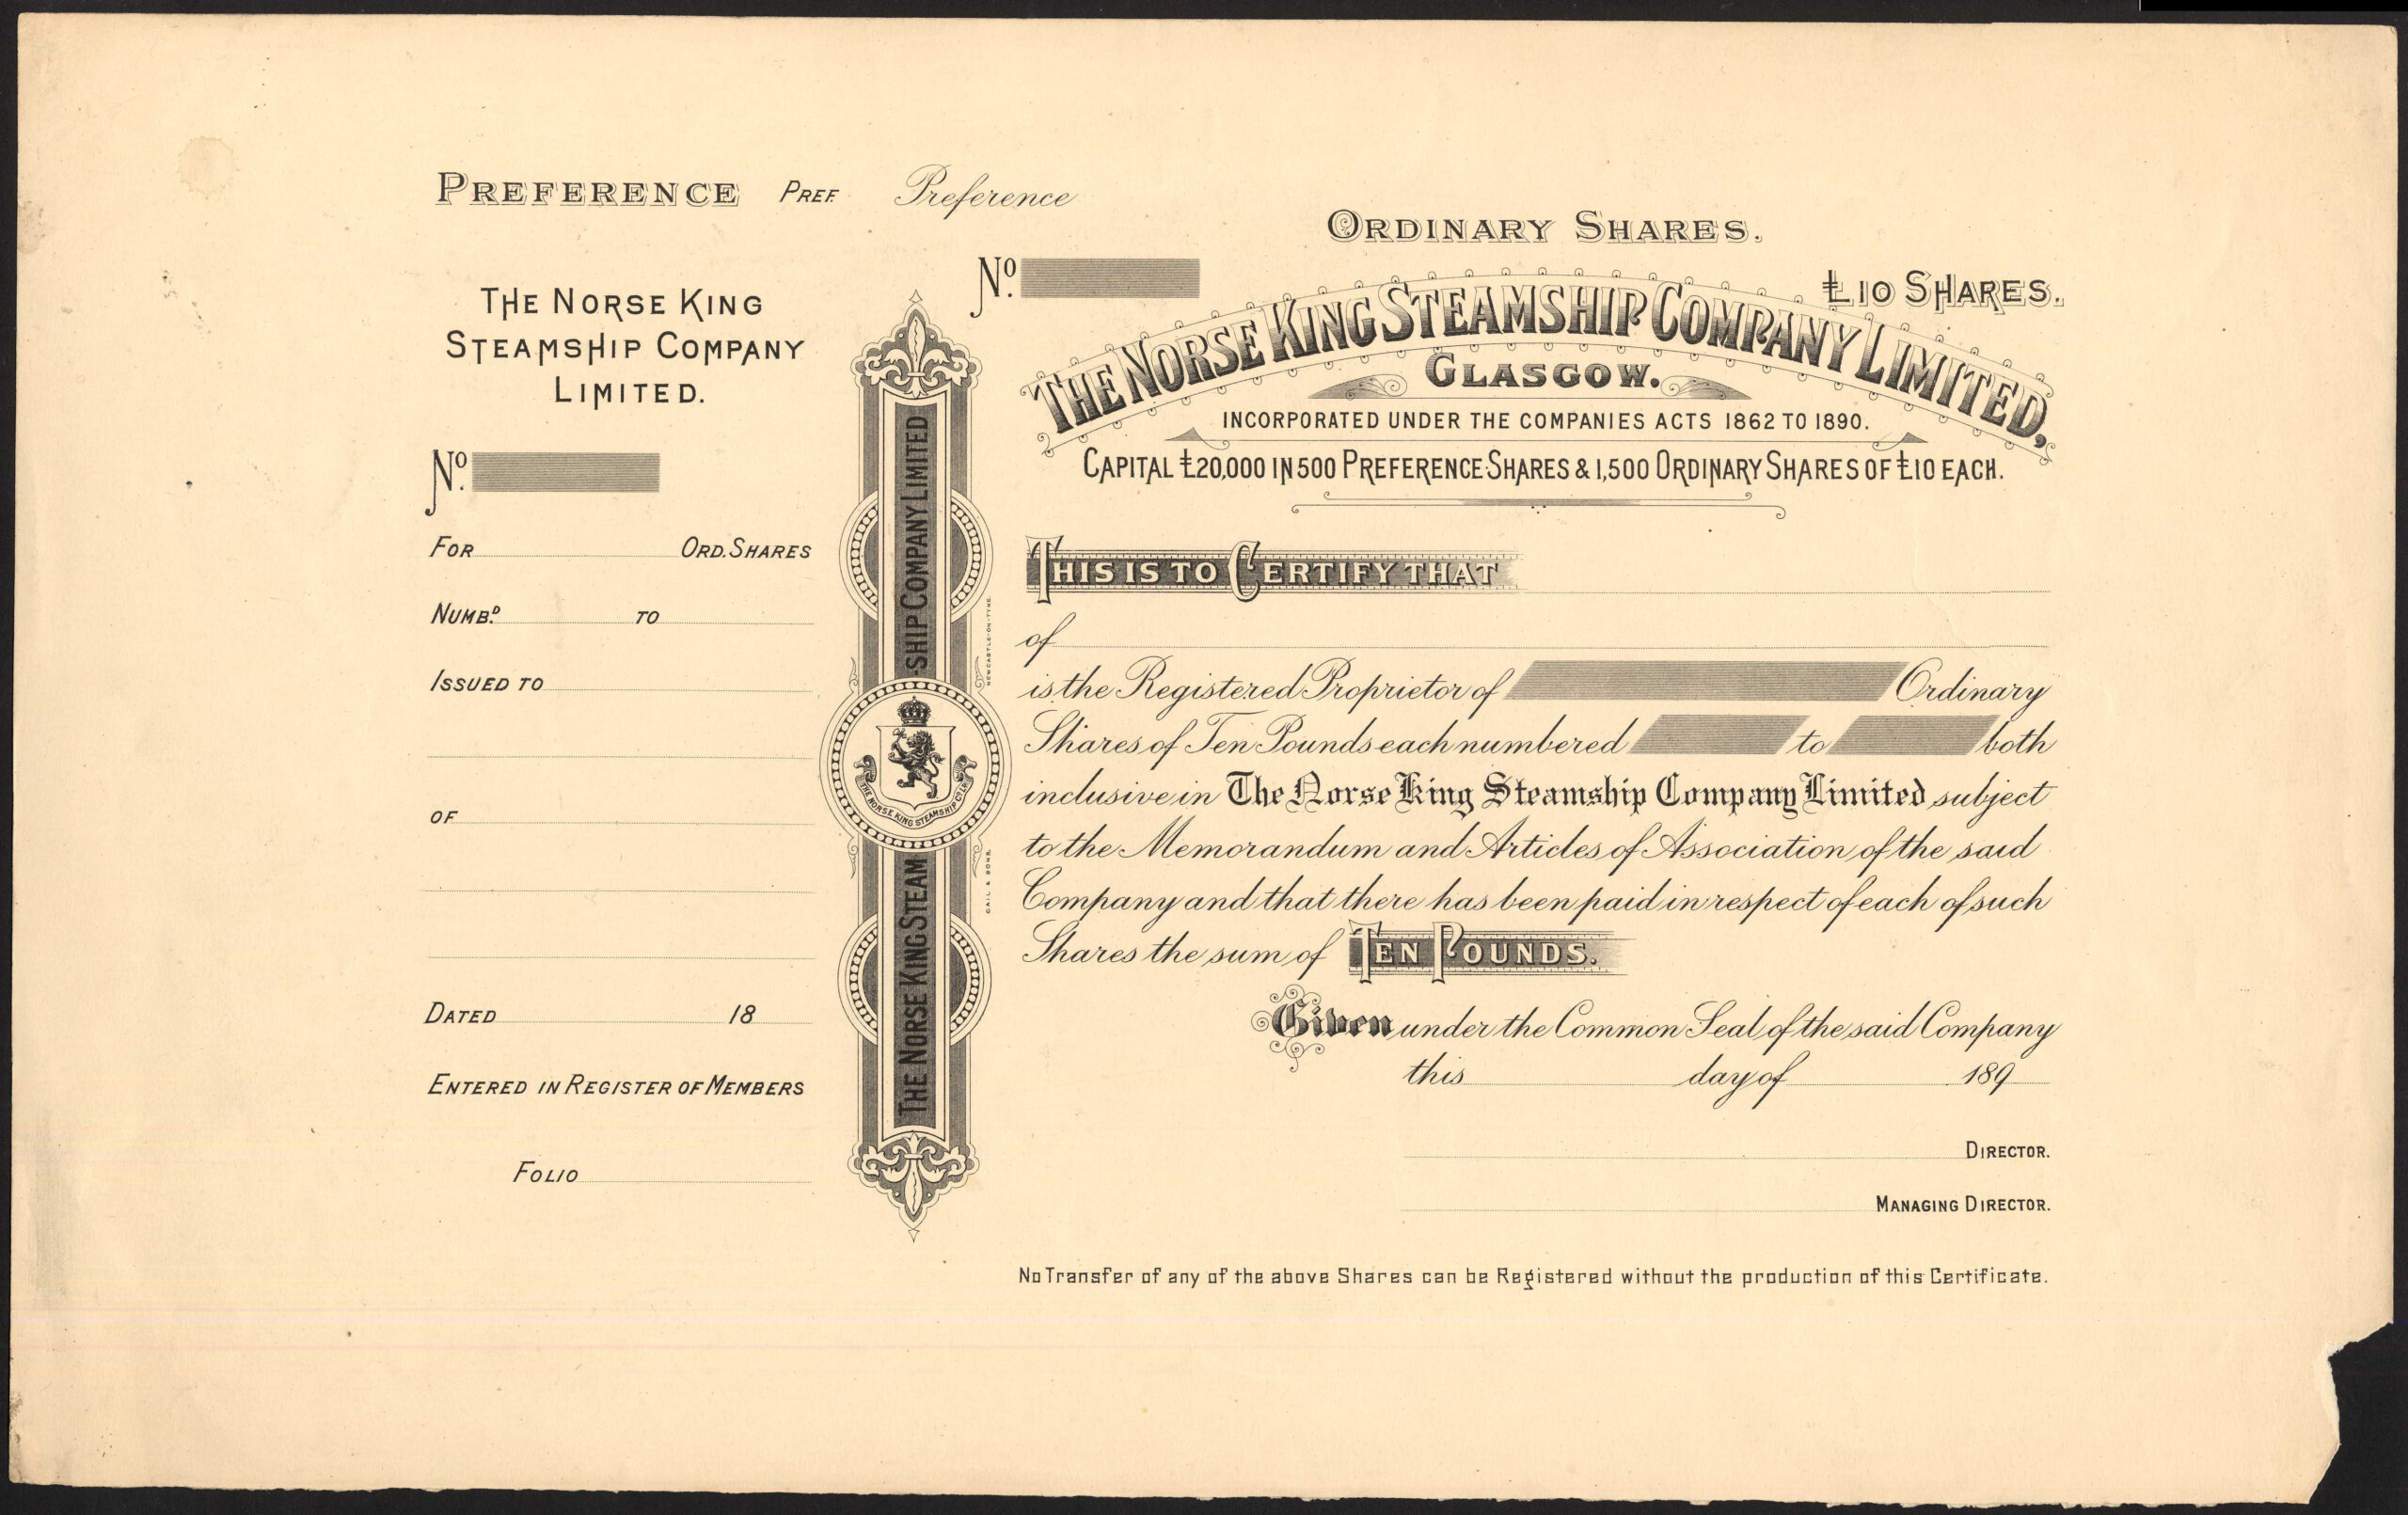 PREFERENCE PREF. Preference
THE NORSE KING
STEAMSHIP COMPANY
LIMITED.
No.
FOR ORD. SHARES
NUMBD. TO
ISSUED TO
OF
DATED 18
ENTERED IN REGISTER OF MEMBERS
FOLIO
THE NORSE KING STEAM-SHIP COMPANY LIMITED
THE NORSE KING STEAMSHIP CO. LD.
NEWCASTLE-ON-TYNE.
GAIL & SONS.
ORDINARY SHARES.
No.
£10 SHARES.
THE NORSE KING STEAMSHIP COMPANY LIMITED,
GLASGOW.
INCORPORATED UNDER THE COMPANIES ACTS 1862 TO 1890.
CAPITAL £20,000 IN 500 PREFERENCE SHARES & 1,500 ORDINARY SHARES OF £10 EACH.
THIS IS TO CERTIFY THAT
of
is the Registered Proprietor of Ordinary
Shares of Ten Pounds each numbered to both
inclusive in The Norse King Steamship Company Limited subject
to the Memorandum and Articles of Association of the said
Company and that there has been paid in respect of each of such
Shares the sum of TEN POUNDS.
Given under the Common Seal of the said Company
this day of 189
DIRECTOR.
MANAGING DIRECTOR.
No Transfer of any of the above Shares can be Registered without the production of this Certificate.